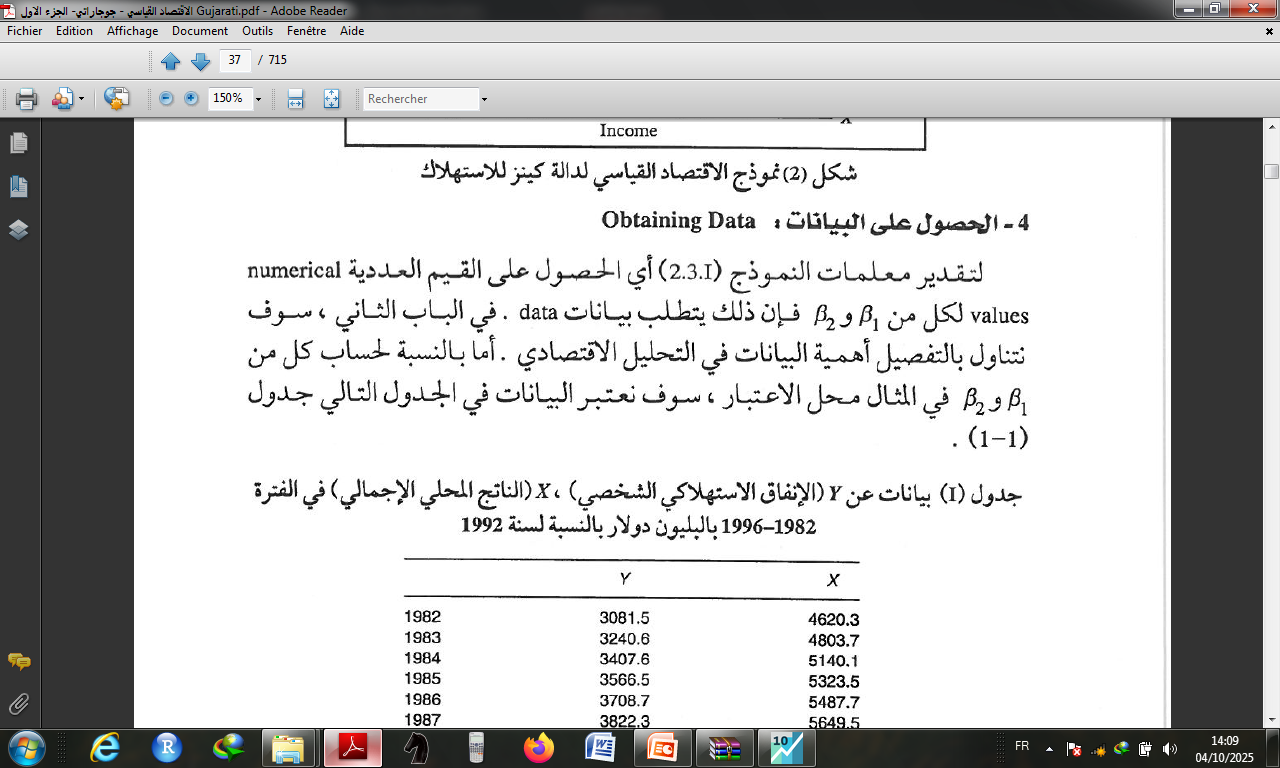 الاقتصاد القياسي - جوجاراتي- الجزء الاول Gujarati.pdf - Adobe Reader
Fichier Edition Affichage Document Outils Fenêtre Aide
37 / 715
150% Rechercher
X
Income
شكل (2) نموذج الاقتصاد القياسي لدالة كينز للاستهلاك
4 - الحصول على البيانات : Obtaining Data
لتقدير معلمات النموذج (2.3.I) أي الحصول على القيم العددية numerical
values لكل من β1 و β2 فإن ذلك يتطلب بيانات data . في الباب الثاني ، سوف
نتناول بالتفصيل أهمية البيانات في التحليل الاقتصادي . أما بالنسبة لحساب كل من
β1 و β2 في المثال محل الاعتبار ، سوف نعتبر البيانات في الجدول التالي جدول
(1-1) .
جدول (I) بيانات عن Y (الإنفاق الاستهلاكي الشخصي) ، X (الناتج المحلي الإجمالي) في الفترة
1982–1996 بالبليون دولار بالنسبة لسنة 1992
Y X
1982 3081.5 4620.3
1983 3240.6 4803.7
1984 3407.6 5140.1
1985 3566.5 5323.5
1986 3708.7 5487.7
1987 3822.3 5649.5
FR 14:09
04/10/2025